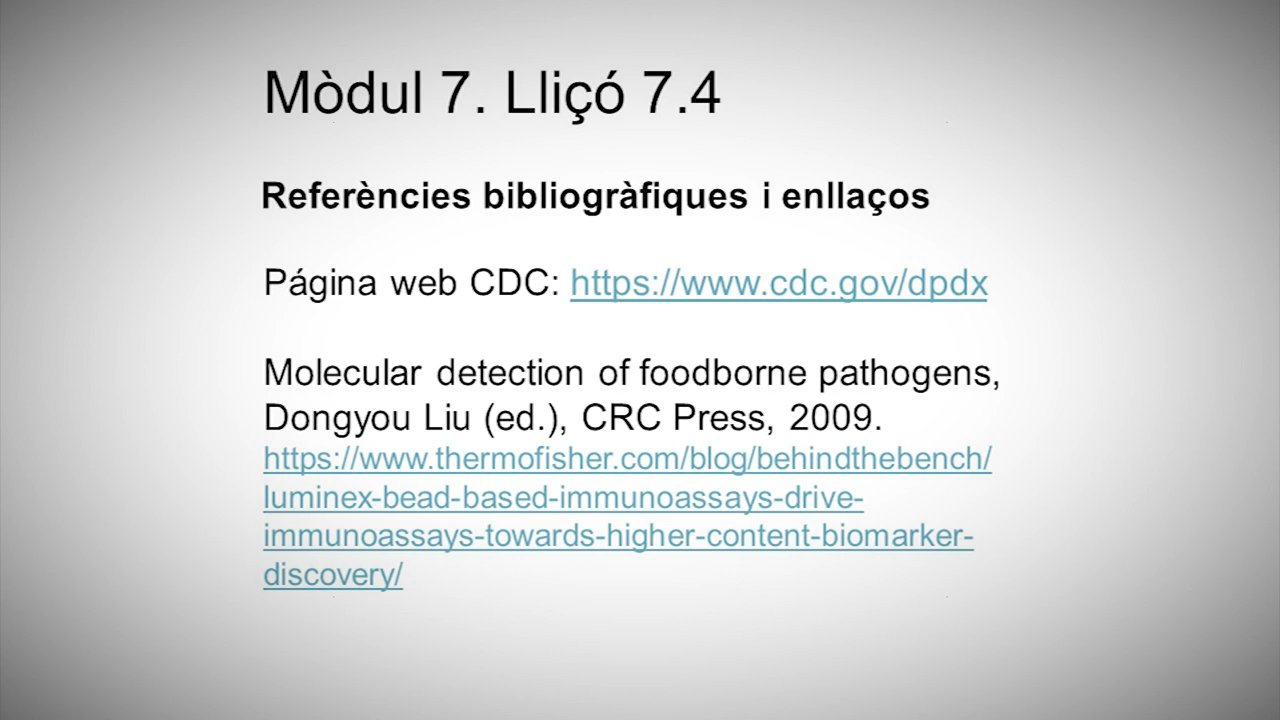 Mòdul 7. Lliçó 7.4
Referències bibliogràfiques i enllaços
Página web CDC: https://www.cdc.gov/dpdx
Molecular detection of foodborne pathogens,
Dongyou Liu (ed.), CRC Press, 2009.
https://www.thermofisher.com/blog/behindthebench/
luminex-bead-based-immunoassays-drive-
immunoassays-towards-higher-content-biomarker-
discovery/